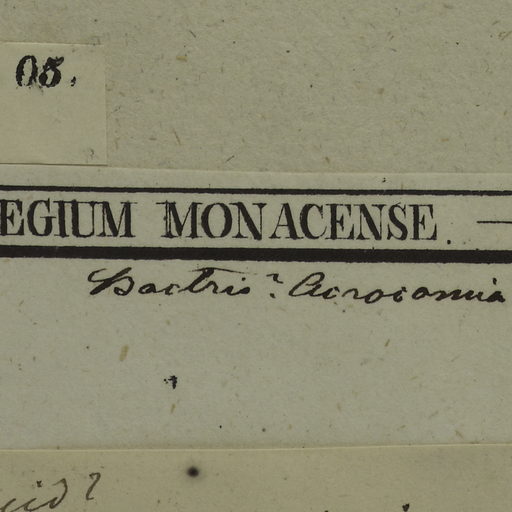 05.
EGIUM MONACENSE.
Bactris? Acrocomia